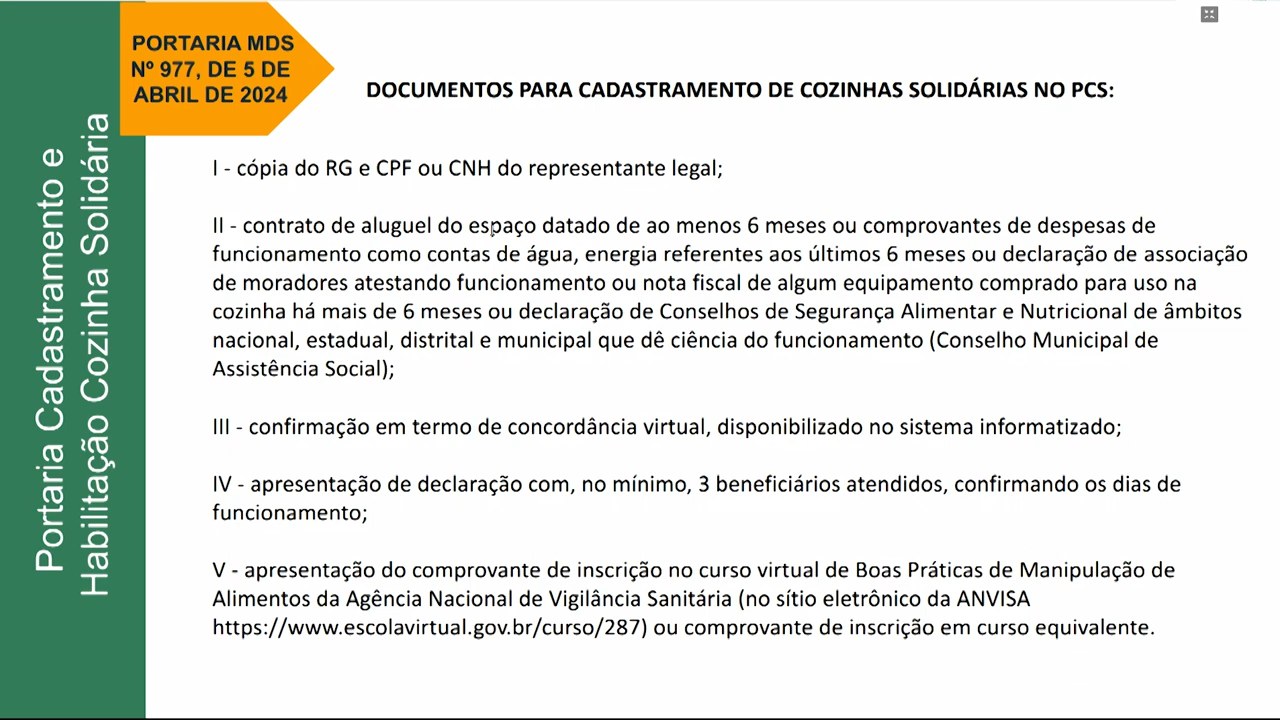 PORTARIA MDS
Nº 977, DE 5 DE
ABRIL DE 2024
Portaria Cadastramento e
Habilitação Cozinha Solidária
DOCUMENTOS PARA CADASTRAMENTO DE COZINHAS SOLIDÁRIAS NO PCS:
I - cópia do RG e CPF ou CNH do representante legal;
II - contrato de aluguel do espaço datado de ao menos 6 meses ou comprovantes de despesas de
funcionamento como contas de água, energia referentes aos últimos 6 meses ou declaração de associação
de moradores atestando funcionamento ou nota fiscal de algum equipamento comprado para uso na
cozinha há mais de 6 meses ou declaração de Conselhos de Segurança Alimentar e Nutricional de âmbitos
nacional, estadual, distrital e municipal que dê ciência do funcionamento (Conselho Municipal de
Assistência Social);
III - confirmação em termo de concordância virtual, disponibilizado no sistema informatizado;
IV - apresentação de declaração com, no mínimo, 3 beneficiários atendidos, confirmando os dias de
funcionamento;
V - apresentação do comprovante de inscrição no curso virtual de Boas Práticas de Manipulação de
Alimentos da Agência Nacional de Vigilância Sanitária (no sítio eletrônico da ANVISA
https://www.escolavirtual.gov.br/curso/287) ou comprovante de inscrição em curso equivalente.